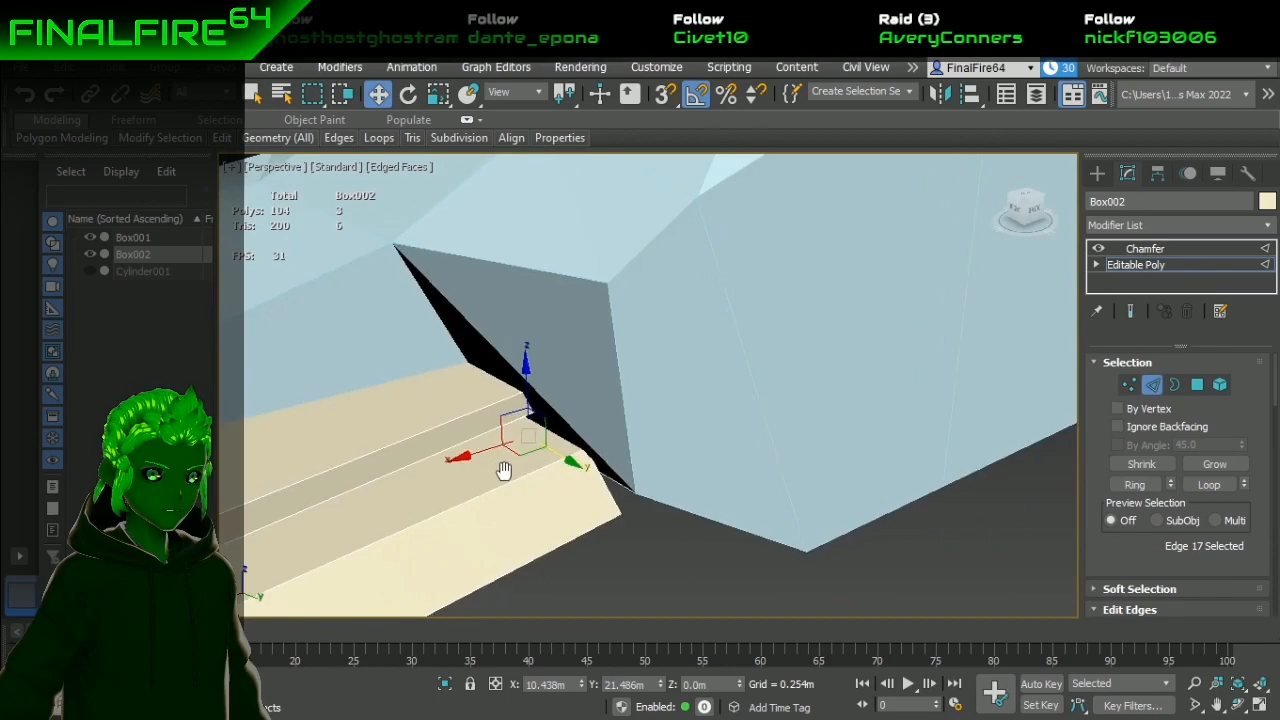 FINALFIRE64
Follow
dante_epona
Follow
Civet10
Raid (3)
AveryConners
Follow
nickf103006
Create Modifiers Animation Graph Editors Rendering Customize Scripting Content Civil View FinalFire64 30 Workspaces: Default
All View 3 Create Selection Se C:\Users\1...s Max 2022
Modeling Freeform Selection Object Paint Populate
Polygon Modeling Modify Selection Edit Geometry (All) Edges Loops Tris Subdivision Align Properties
Select Display Edit
Name (Sorted Ascending) F
Box001
Box002
Cylinder001
[+] [Perspective] [Standard] [Edged Faces]
Total Box002
Polys: 104 3
Tris: 200 6
FPS: 31
z
x
y
z
y
Box002
Modifier List
Chamfer
Editable Poly
Selection
By Vertex
Ignore Backfacing
By Angle: 45.0
Shrink Grow
Ring Loop
Preview Selection
Off SubObj Multi
Edge 17 Selected
Soft Selection
Edit Edges
20 25 30 35 40 45 50 55 60 65 70 75 80 85 90 95 100
X: 10.438m Y: 21.486m Z: 0.0m Grid = 0.254m
Auto Key Selected
Enabled: 0 Add Time Tag 0 Set Key Key Filters...